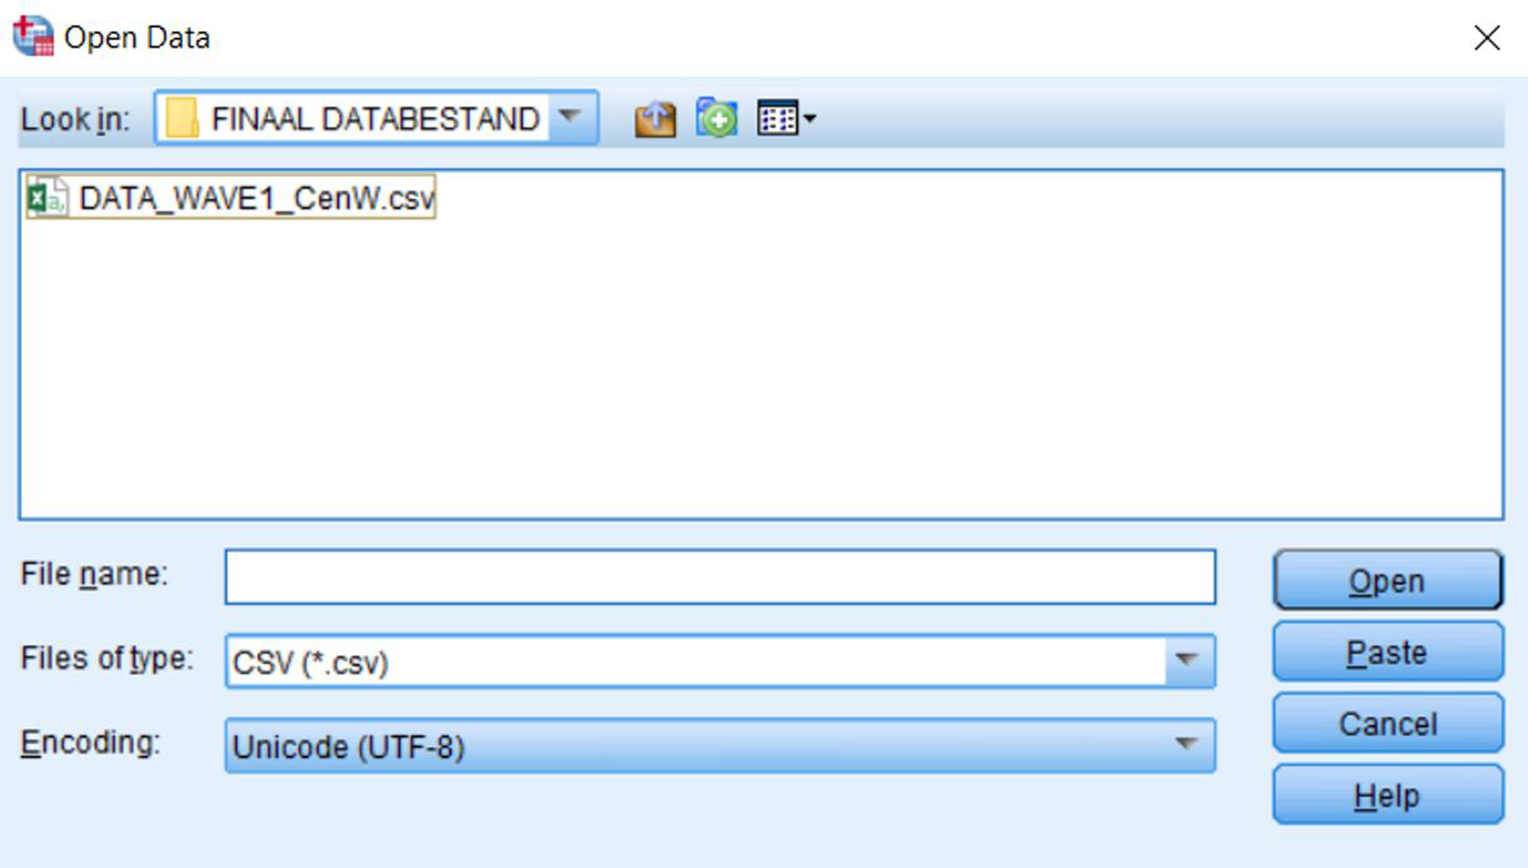 Open Data
Look in: FINAAL DATABESTAND
DATA_WAVE1_CenW.csv
File name:
Open
Files of type: CSV (*.csv)
Paste
Encoding: Unicode (UTF-8)
Cancel
Help